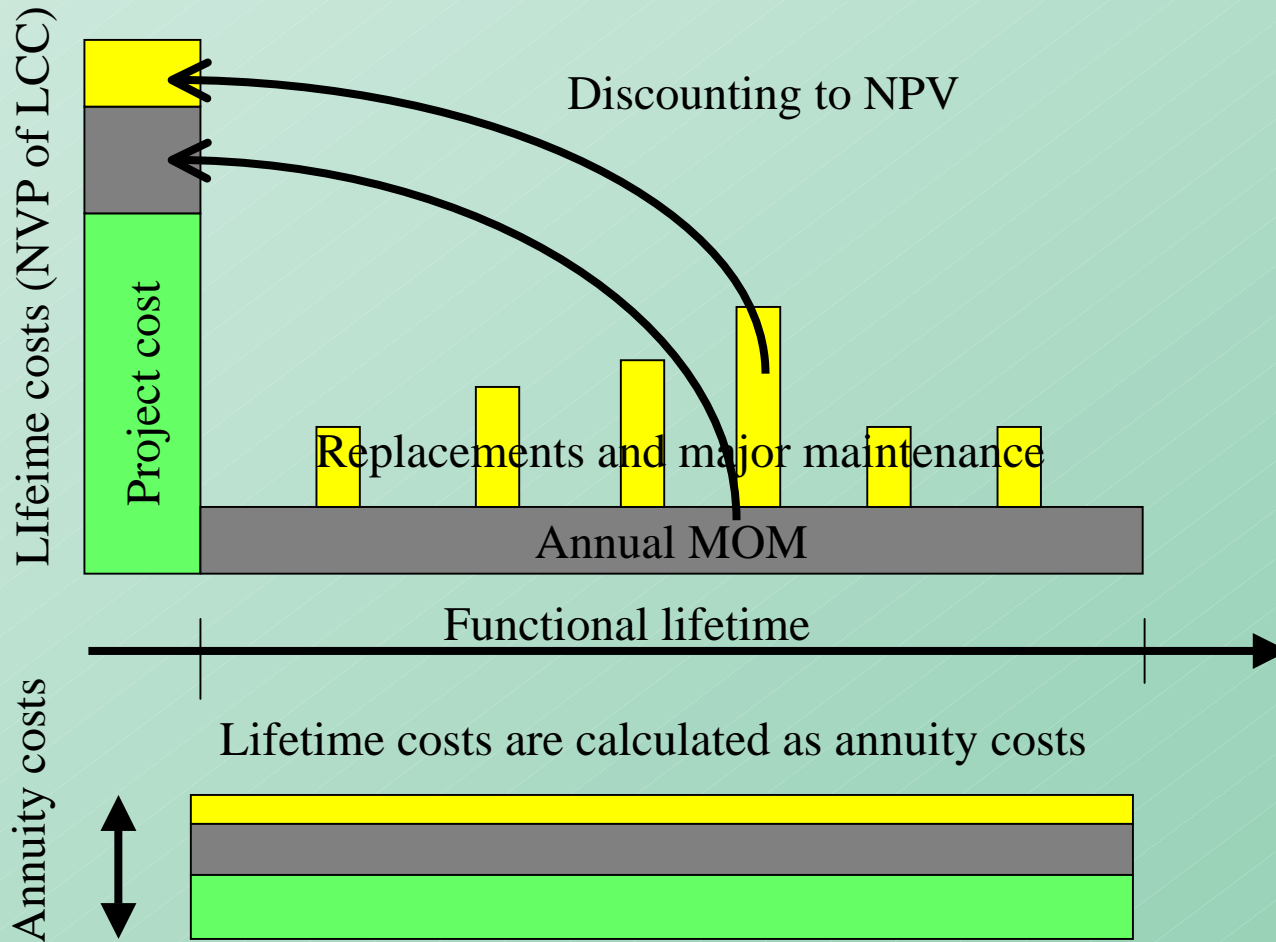 LIfeime costs (NVP of LCC)
Discounting to NPV
Project cost
Replacements and major maintenance
Annual MOM
Functional lifetime
Annuity costs
Lifetime costs are calculated as annuity costs